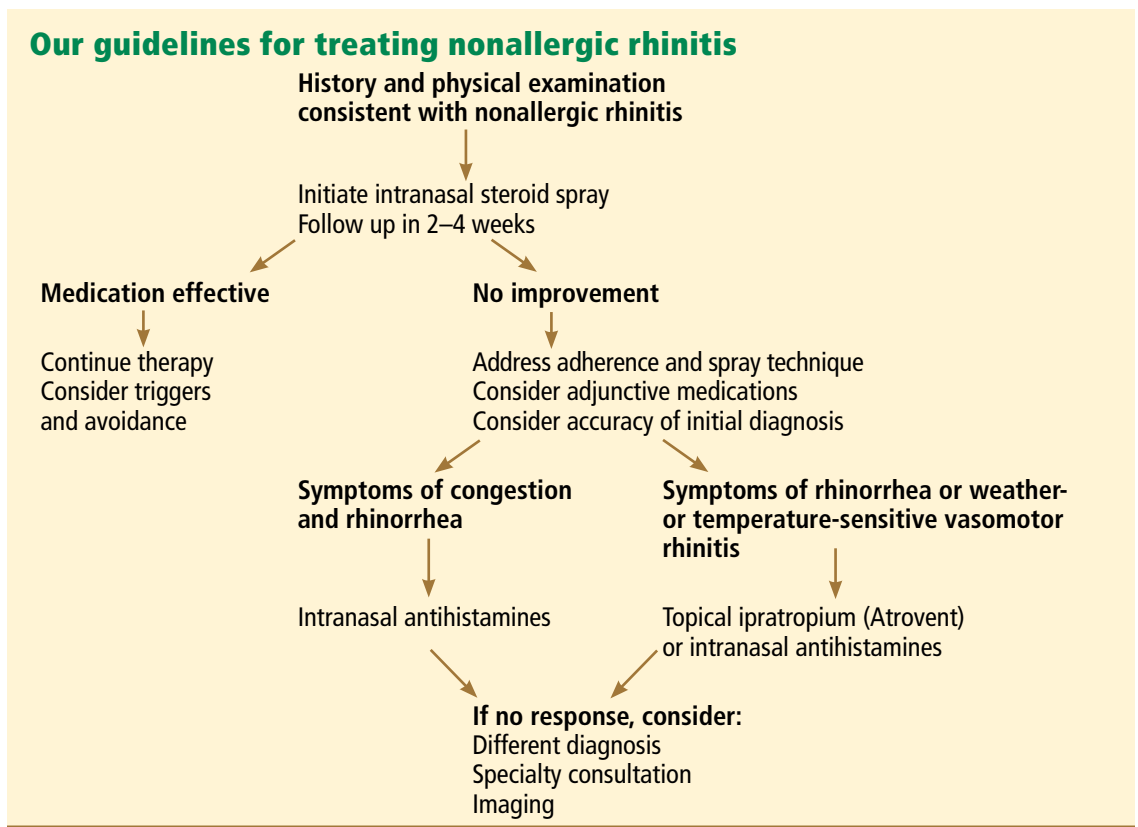 Our guidelines for treating nonallergic rhinitis
History and physical examination
consistent with nonallergic rhinitis
Initiate intranasal steroid spray
Follow up in 2–4 weeks
Medication effective
Continue therapy
Consider triggers
and avoidance
No improvement
Address adherence and spray technique
Consider adjunctive medications
Consider accuracy of initial diagnosis
Symptoms of congestion
and rhinorrhea
Intranasal antihistamines
Symptoms of rhinorrhea or weather-
or temperature-sensitive vasomotor
rhinitis
Topical ipratropium (Atrovent)
or intranasal antihistamines
If no response, consider:
Different diagnosis
Specialty consultation
Imaging